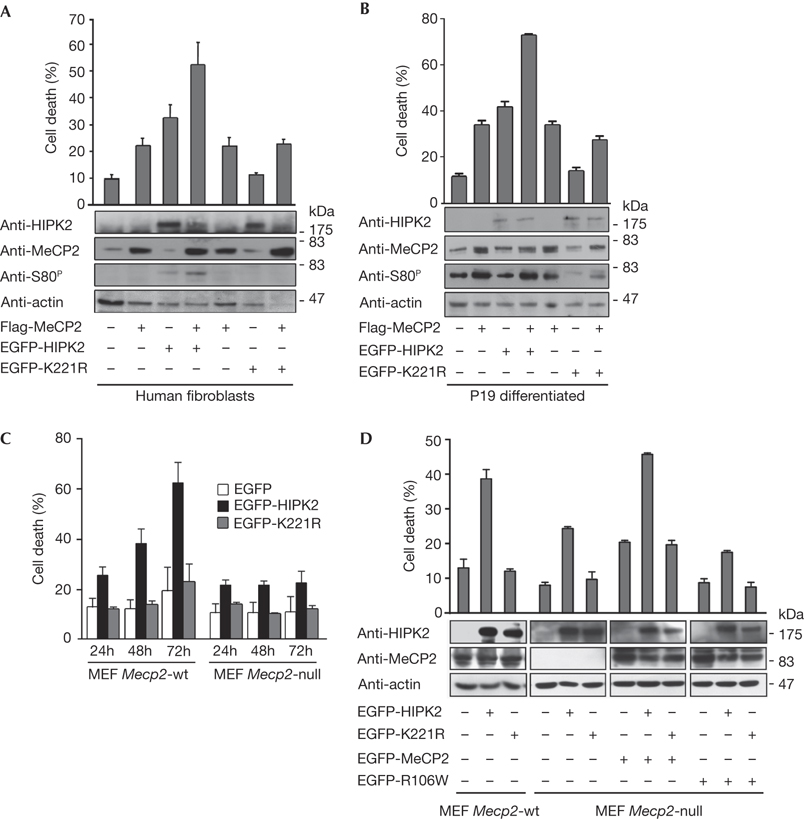 A
Cell death (%)
70
60
50
40
30
20
10
0
kDa
Anti-HIPK2
- 175
Anti-MeCP2
- 83
Anti-S80P
- 83
Anti-actin
- 47
Flag-MeCP2 – + – + + – +
EGFP-HIPK2 – – + + – – –
EGFP-K221R – – – – – + +
Human fibroblasts
B
Cell death (%)
80
60
40
20
0
kDa
Anti-HIPK2
- 175
Anti-MeCP2
- 83
Anti-S80P
- 83
Anti-actin
- 47
Flag-MeCP2 – + – + + – +
EGFP-HIPK2 – – + + – – –
EGFP-K221R – – – – – + +
P19 differentiated
C
Cell death (%)
80
60
40
20
0
EGFP
EGFP-HIPK2
EGFP-K221R
24h 48h 72h 24h 48h 72h
MEF Mecp2-wt MEF Mecp2-null
D
Cell death (%)
50
40
30
20
10
0
kDa
Anti-HIPK2
- 175
Anti-MeCP2
- 83
Anti-actin
- 47
EGFP-HIPK2 – + – – + – – + – – + –
EGFP-K221R – – + – – + – – + – – +
EGFP-MeCP2 – – – – – – + + + – – –
EGFP-R106W – – – – – – – – – + + +
MEF Mecp2-wt MEF Mecp2-null